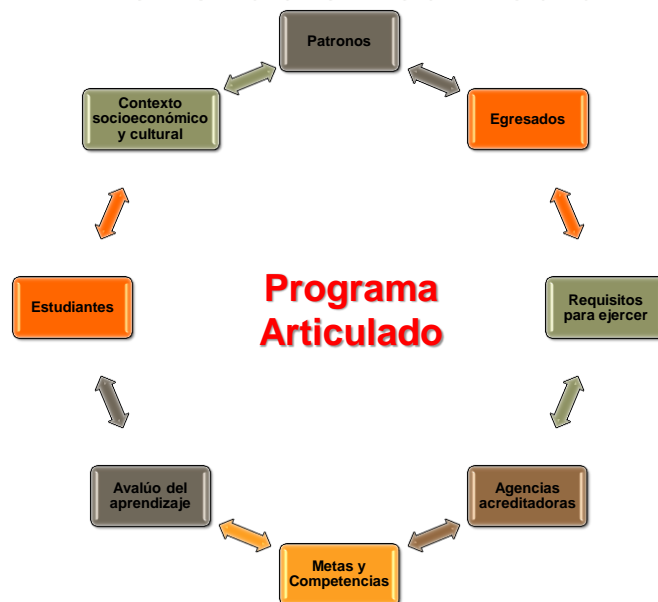 Patronos
Egresados
Requisitos
para ejercer
Agencias
acreditadoras
Metas y
Competencias
Avalúo del
aprendizaje
Estudiantes
Contexto
socioeconómico
y cultural
Programa
Articulado